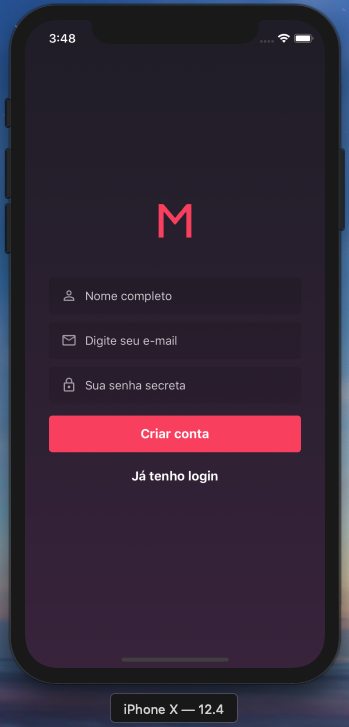 3:48
M
Nome completo
Digite seu e-mail
Sua senha secreta
Criar conta
Já tenho login
iPhone X — 12.4